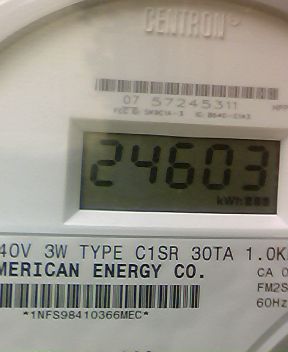 CENTRON
07 57245311
24603
kWh
40V 3W TYPE C1SR 30TA 1.0K
MERICAN ENERGY CO.
CA 0
FM2S
60Hz
*1NFS98410366MEC*